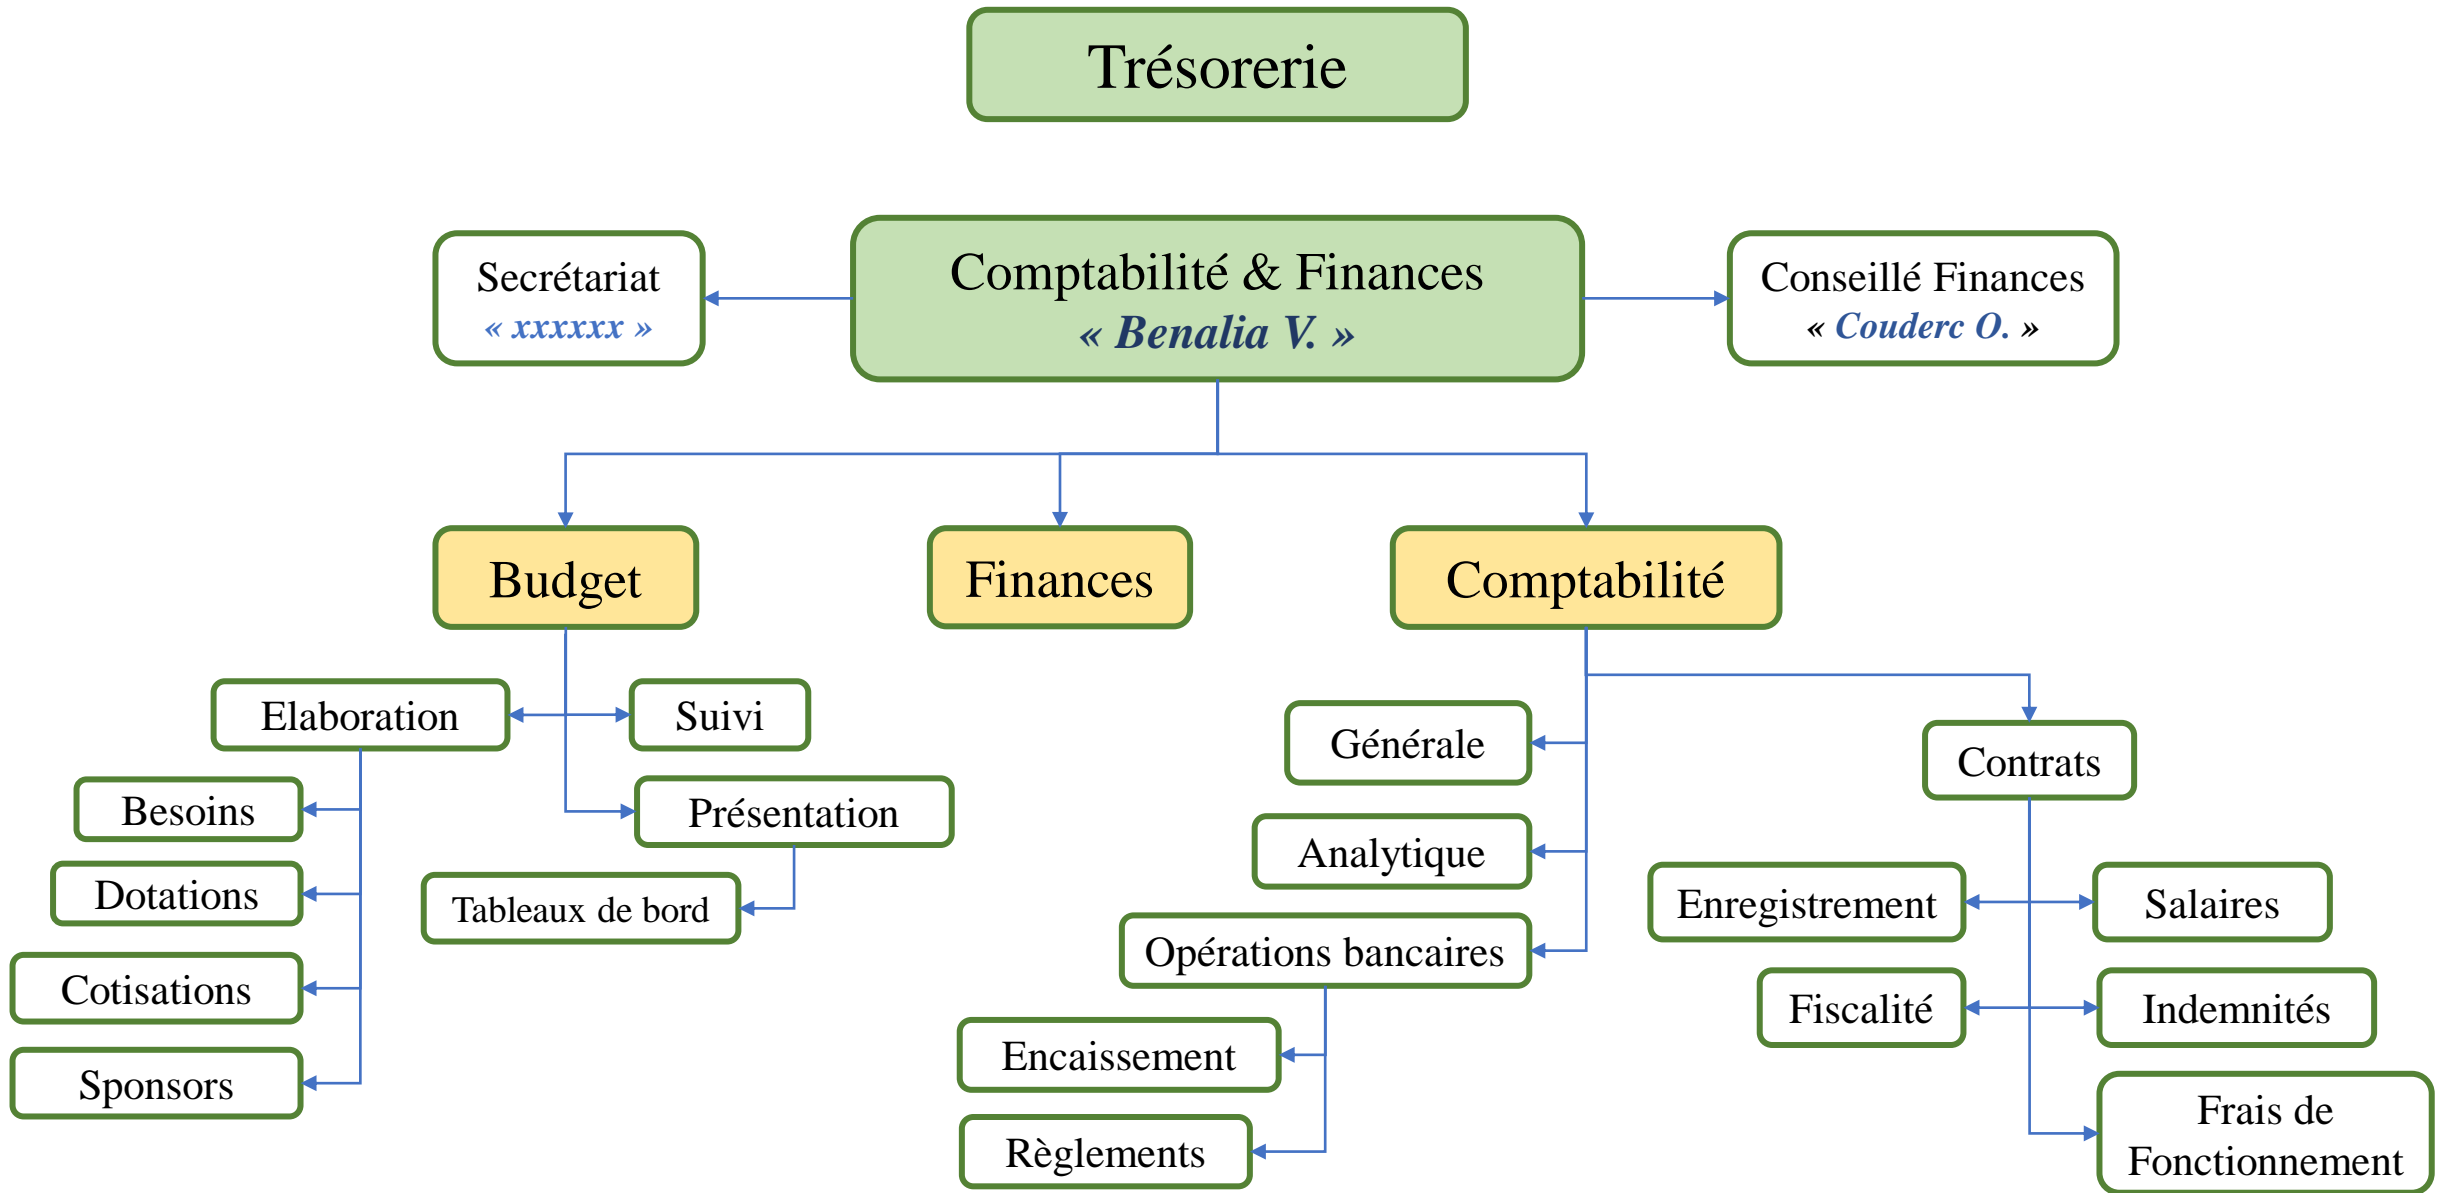 Trésorerie
Secrétariat
« xxxxxx »
Comptabilité & Finances
« Benalia V. »
Conseillé Finances
« Couderc O. »
Budget
Finances
Comptabilité
Elaboration
Suivi
Besoins
Présentation
Dotations
Tableaux de bord
Cotisations
Sponsors
Générale
Analytique
Opérations bancaires
Encaissement
Règlements
Contrats
Enregistrement
Salaires
Fiscalité
Indemnités
Frais de
Fonctionnement